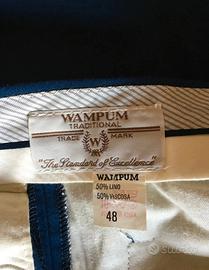 WAMPUM
TRADITIONAL
TRADE W MARK
"The Standard of Excellence"
WAMPUM
50% LINO
50% VISCOSA
48